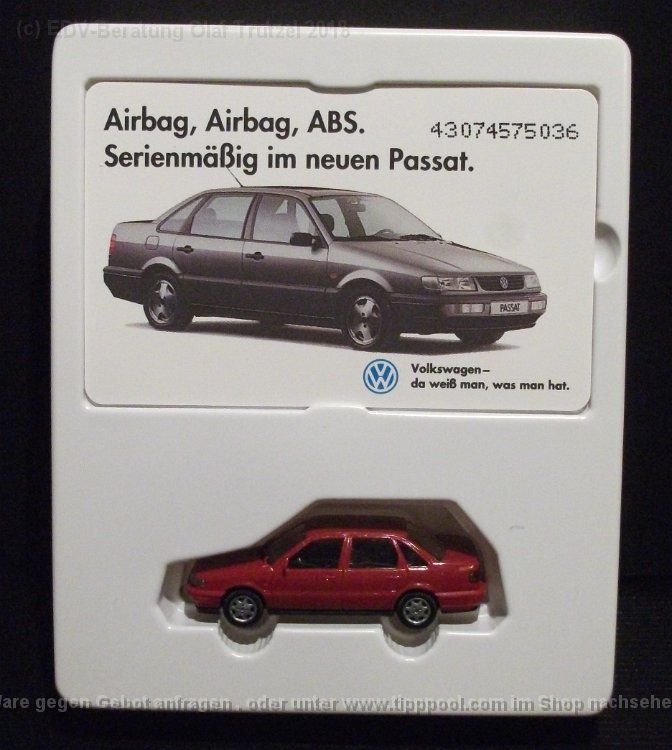 (c) EDV-Beratung Olaf Trutzel 2018
Airbag, Airbag, ABS.
43074575036
Serienmäßig im neuen Passat.
PASSAT
Volkswagen–
da weiß man, was man hat.
Ware gegen Gebot anfragen , oder unter www.tipppool.com im Shop nachsehe